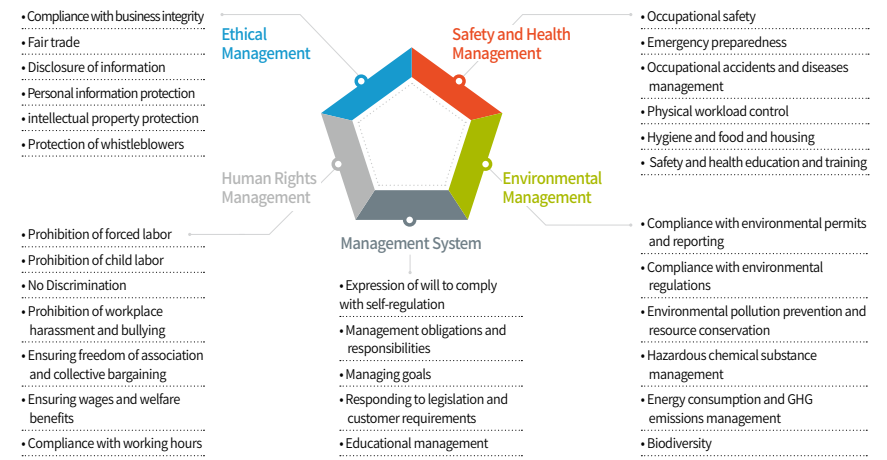 • Compliance with business integrity
• Fair trade
• Disclosure of information
• Personal information protection
• intellectual property protection
• Protection of whistleblowers
Ethical
Management
Safety and Health
Management
• Occupational safety
• Emergency preparedness
• Occupational accidents and diseases
management
• Physical workload control
• Hygiene and food and housing
• Safety and health education and training
Human Rights
Management
Environmental
Management
Management System
• Prohibition of forced labor
• Prohibition of child labor
• No Discrimination
• Prohibition of workplace
harassment and bullying
• Ensuring freedom of association
and collective bargaining
• Ensuring wages and welfare
benefits
• Compliance with working hours
• Expression of will to comply
with self-regulation
• Management obligations and
responsibilities
• Managing goals
• Responding to legislation and
customer requirements
• Educational management
• Compliance with environmental permits
and reporting
• Compliance with environmental
regulations
• Environmental pollution prevention and
resource conservation
• Hazardous chemical substance
management
• Energy consumption and GHG
emissions management
• Biodiversity